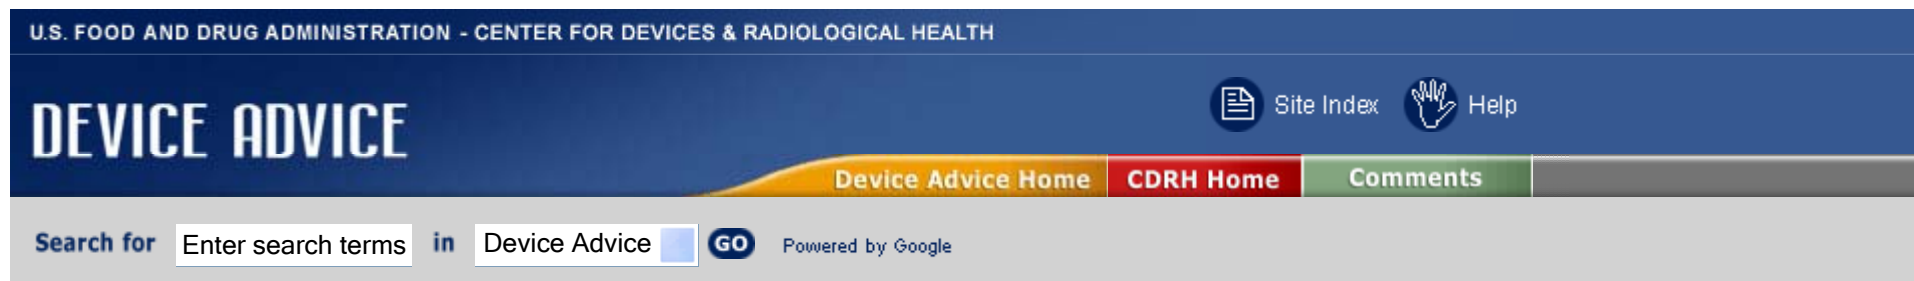 U.S. FOOD AND DRUG ADMINISTRATION - CENTER FOR DEVICES & RADIOLOGICAL HEALTH
DEVICE ADVICE
Site Index Help
Device Advice Home CDRH Home Comments
Search for Enter search terms in Device Advice GO Powered by Google